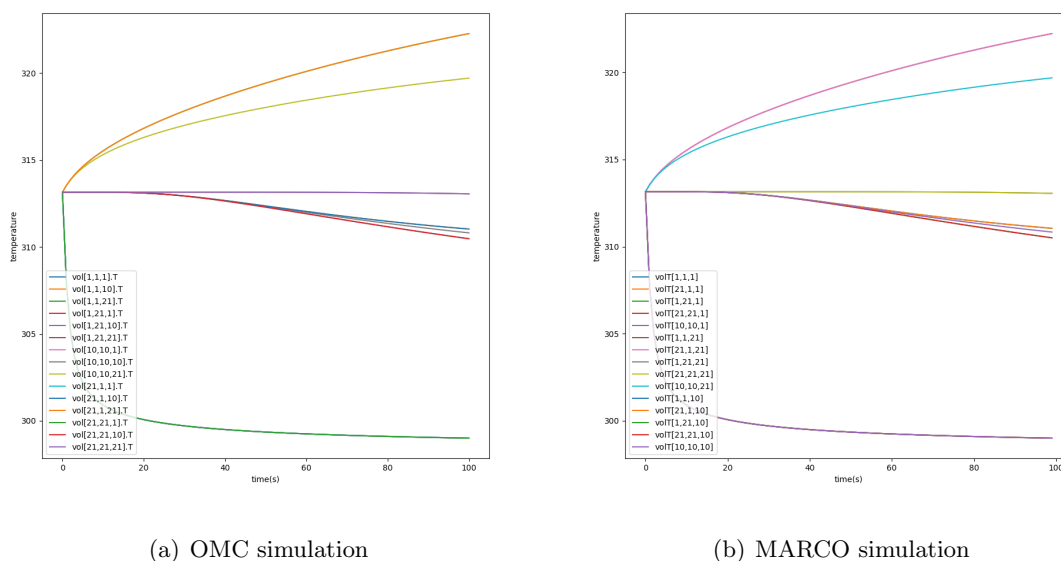 320
315
310
305
300
temperature
vol[1,1,1].T
vol[1,1,10].T
vol[1,1,21].T
vol[1,21,1].T
vol[1,21,10].T
vol[1,21,21].T
vol[10,10,1].T
vol[10,10,10].T
vol[10,10,21].T
vol[21,1,1].T
vol[21,1,10].T
vol[21,1,21].T
vol[21,21,1].T
vol[21,21,10].T
vol[21,21,21].T
0 20 40 60 80 100
time(s)
(a) OMC simulation
320
315
310
305
300
temperature
volT[1,1,1]
volT[21,1,1]
volT[1,21,1]
volT[21,21,1]
volT[10,10,1]
volT[1,1,21]
volT[21,1,21]
volT[1,21,21]
volT[21,21,21]
volT[10,10,21]
volT[1,1,10]
volT[21,1,10]
volT[1,21,10]
volT[21,21,10]
volT[10,10,10]
0 20 40 60 80 100
time(s)
(b) MARCO simulation